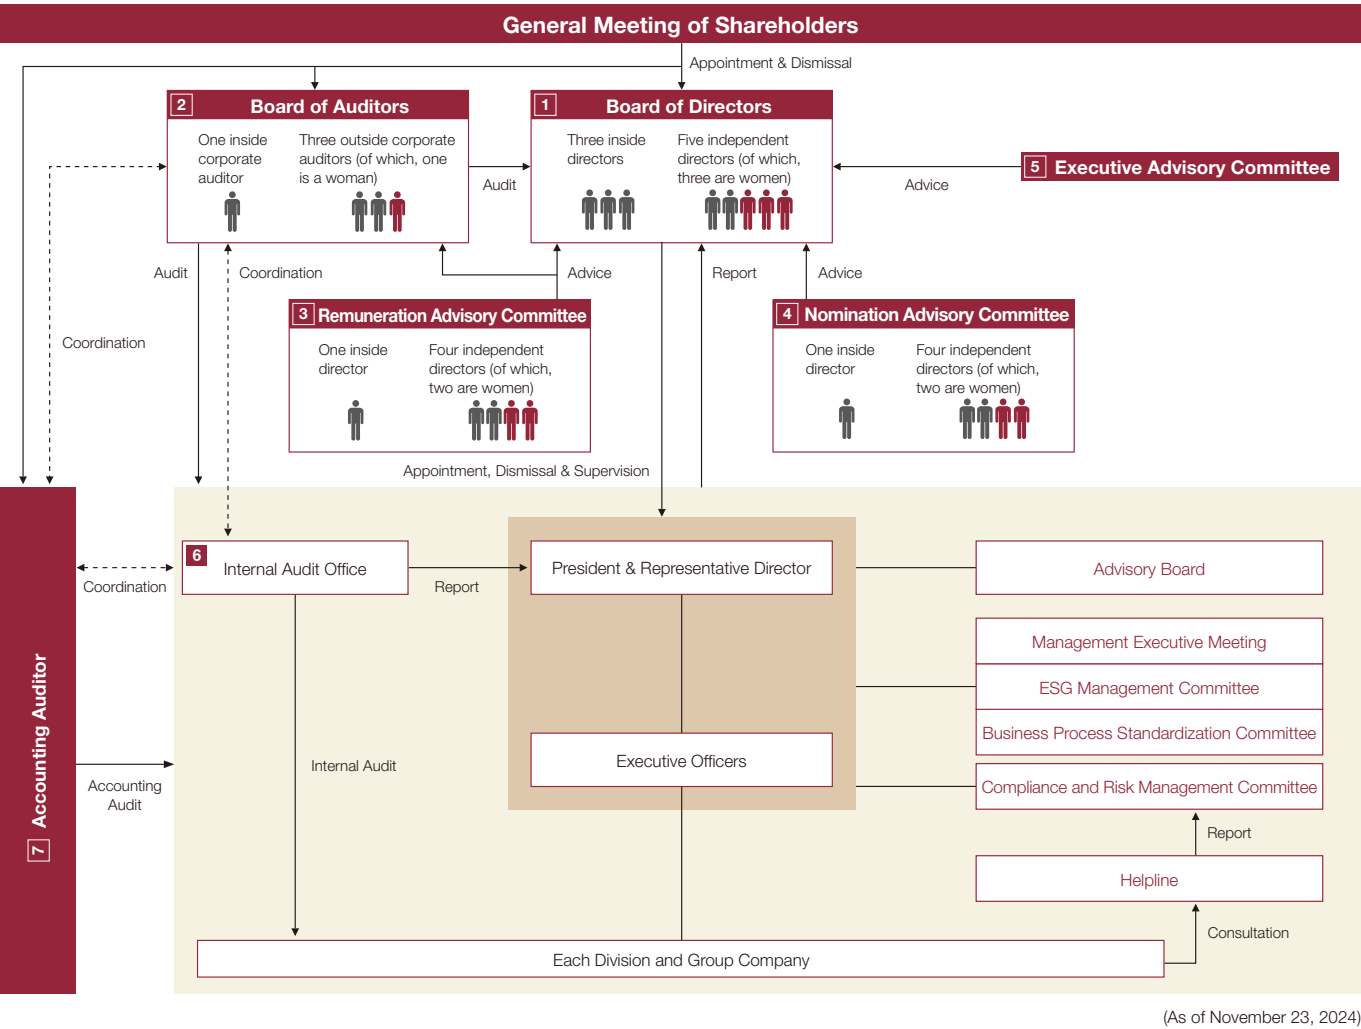 General Meeting of Shareholders
Appointment & Dismissal
2 Board of Auditors
One inside
corporate
auditor
Three outside corporate
auditors (of which, one
is a woman)
Audit
1 Board of Directors
Three inside
directors
Five independent
directors (of which,
three are women)
Advice
5 Executive Advisory Committee
Audit
Coordination
Advice
Report
Advice
Coordination
3 Remuneration Advisory Committee
One inside
director
Four independent
directors (of which,
two are women)
4 Nomination Advisory Committee
One inside
director
Four independent
directors (of which,
two are women)
Appointment, Dismissal & Supervision
7 Accounting Auditor
Coordination
Accounting
Audit
6 Internal Audit Office
Report
President & Representative Director
Advisory Board
Management Executive Meeting
ESG Management Committee
Business Process Standardization Committee
Internal Audit
Executive Officers
Compliance and Risk Management Committee
Report
Helpline
Consultation
Each Division and Group Company
(As of November 23, 2024)